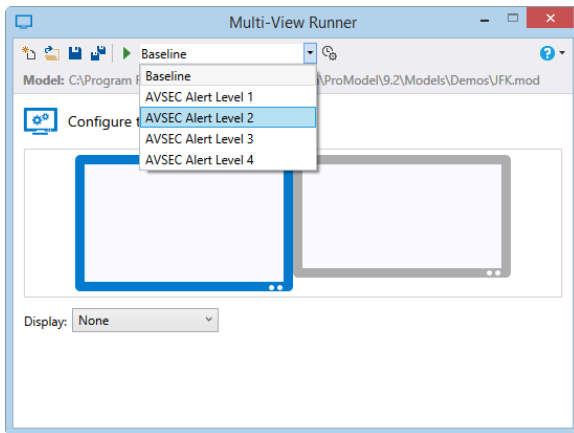 Multi-View Runner
Baseline
Model: C:\Program \ProModel\9.2\Models\Demos\JFK.mod
Baseline
AVSEC Alert Level 1
Configure
AVSEC Alert Level 2
AVSEC Alert Level 3
AVSEC Alert Level 4
Display: None